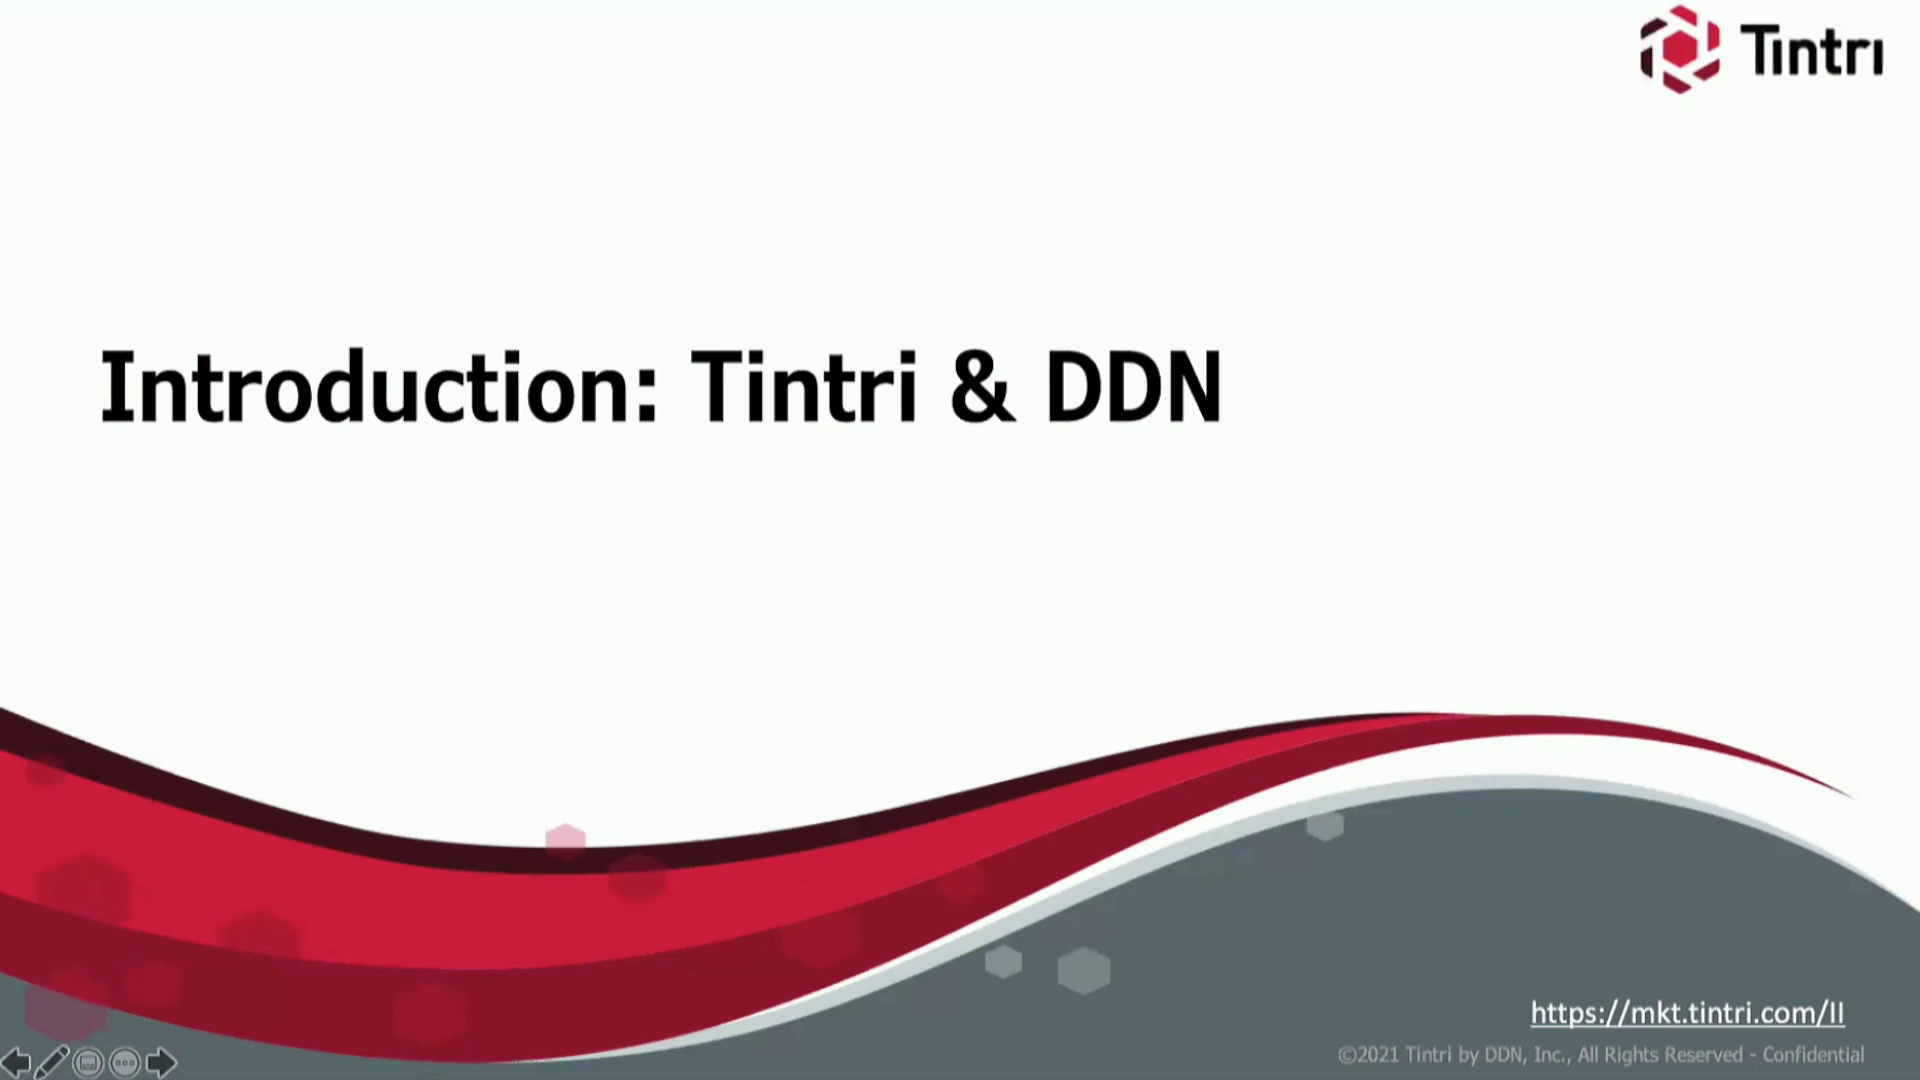 Tintri
Introduction: Tintri & DDN
https://mkt.tintri.com/II
©2021 Tintri by DDN, Inc., All Rights Reserved - Confidential